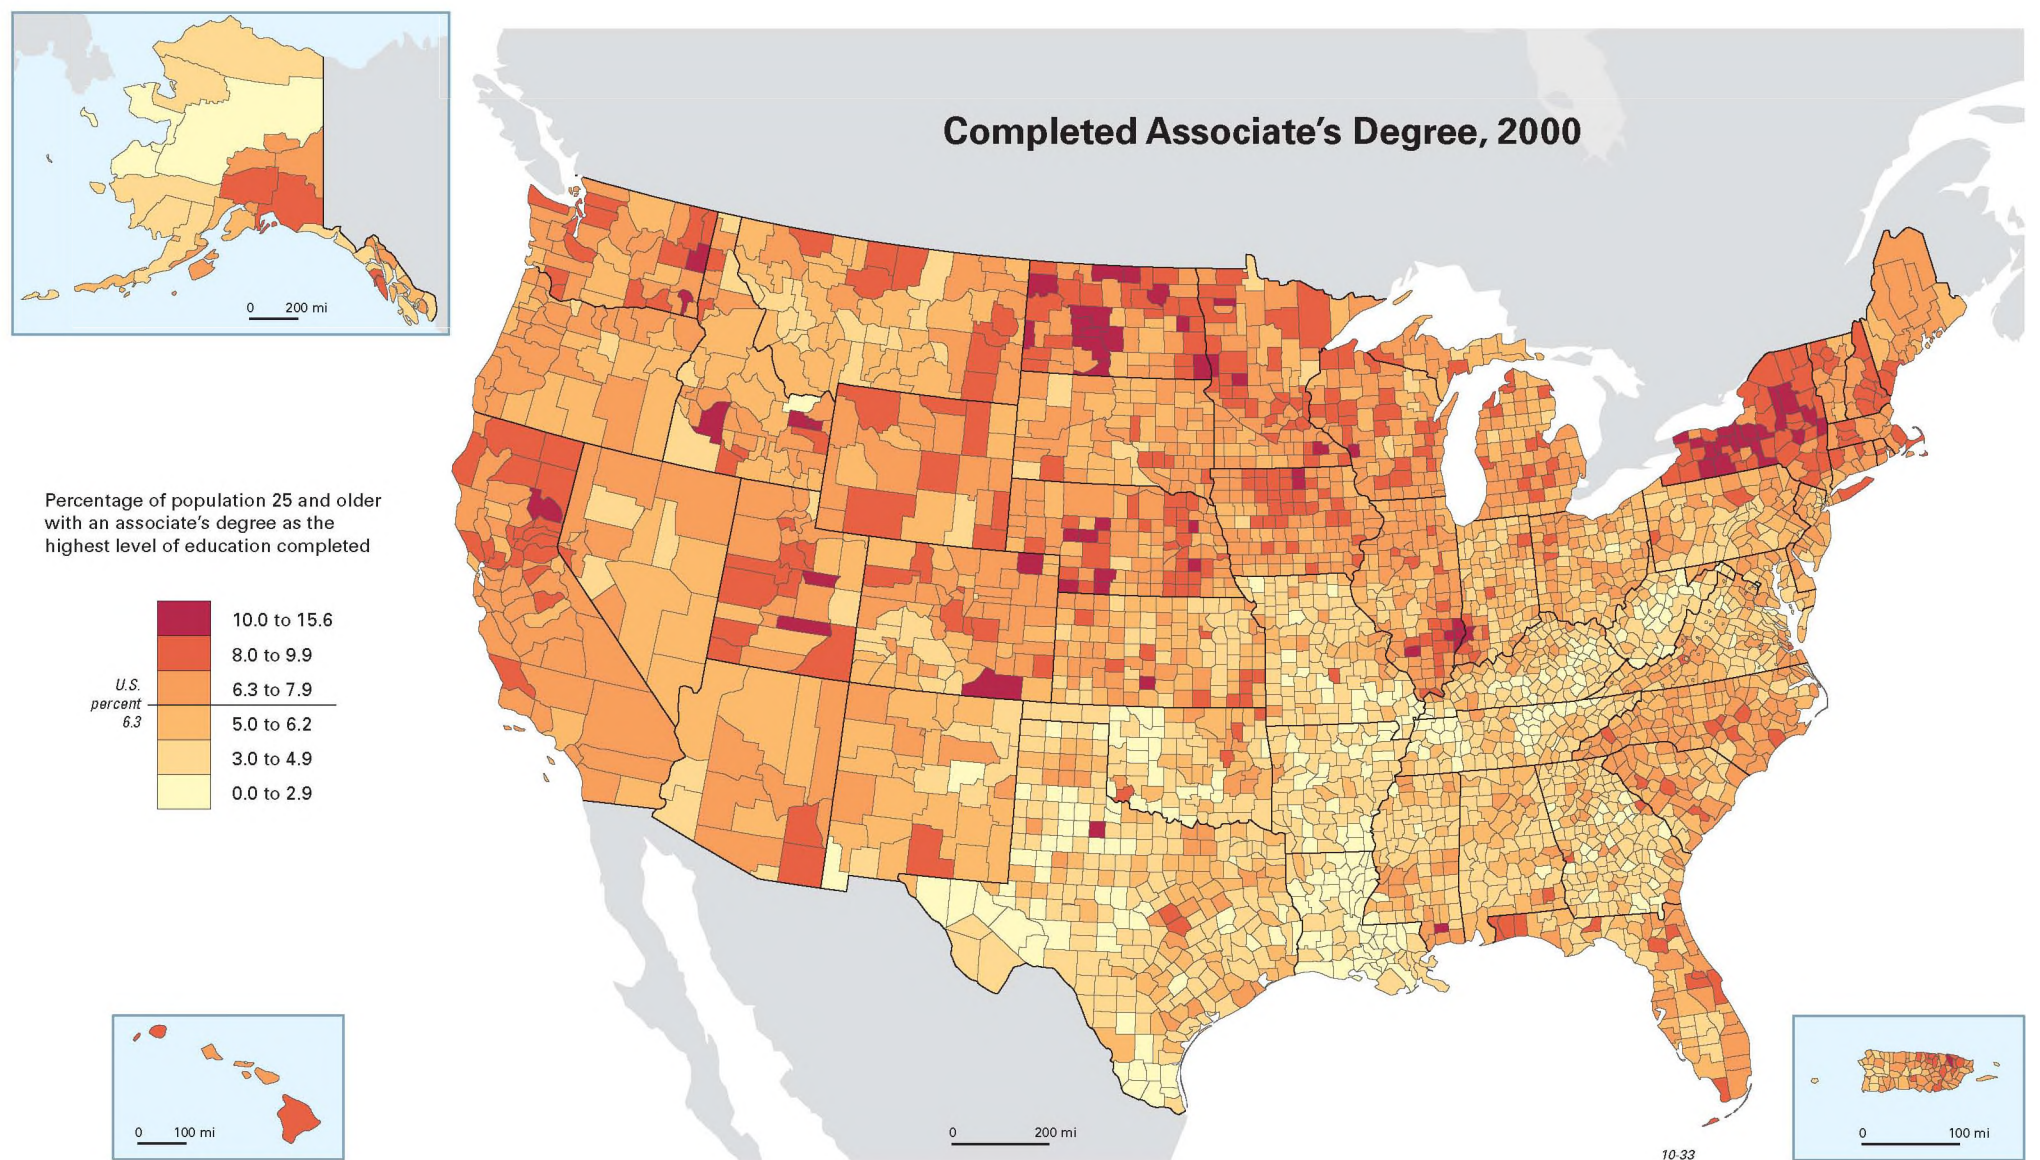 Completed Associate's Degree, 2000
0 200 mi
Percentage of population 25 and older
with an associate's degree as the
highest level of education completed
10.0 to 15.6
8.0 to 9.9
6.3 to 7.9
U.S.
percent
6.3
5.0 to 6.2
3.0 to 4.9
0.0 to 2.9
0 100 mi
0 200 mi
0 100 mi
10-33